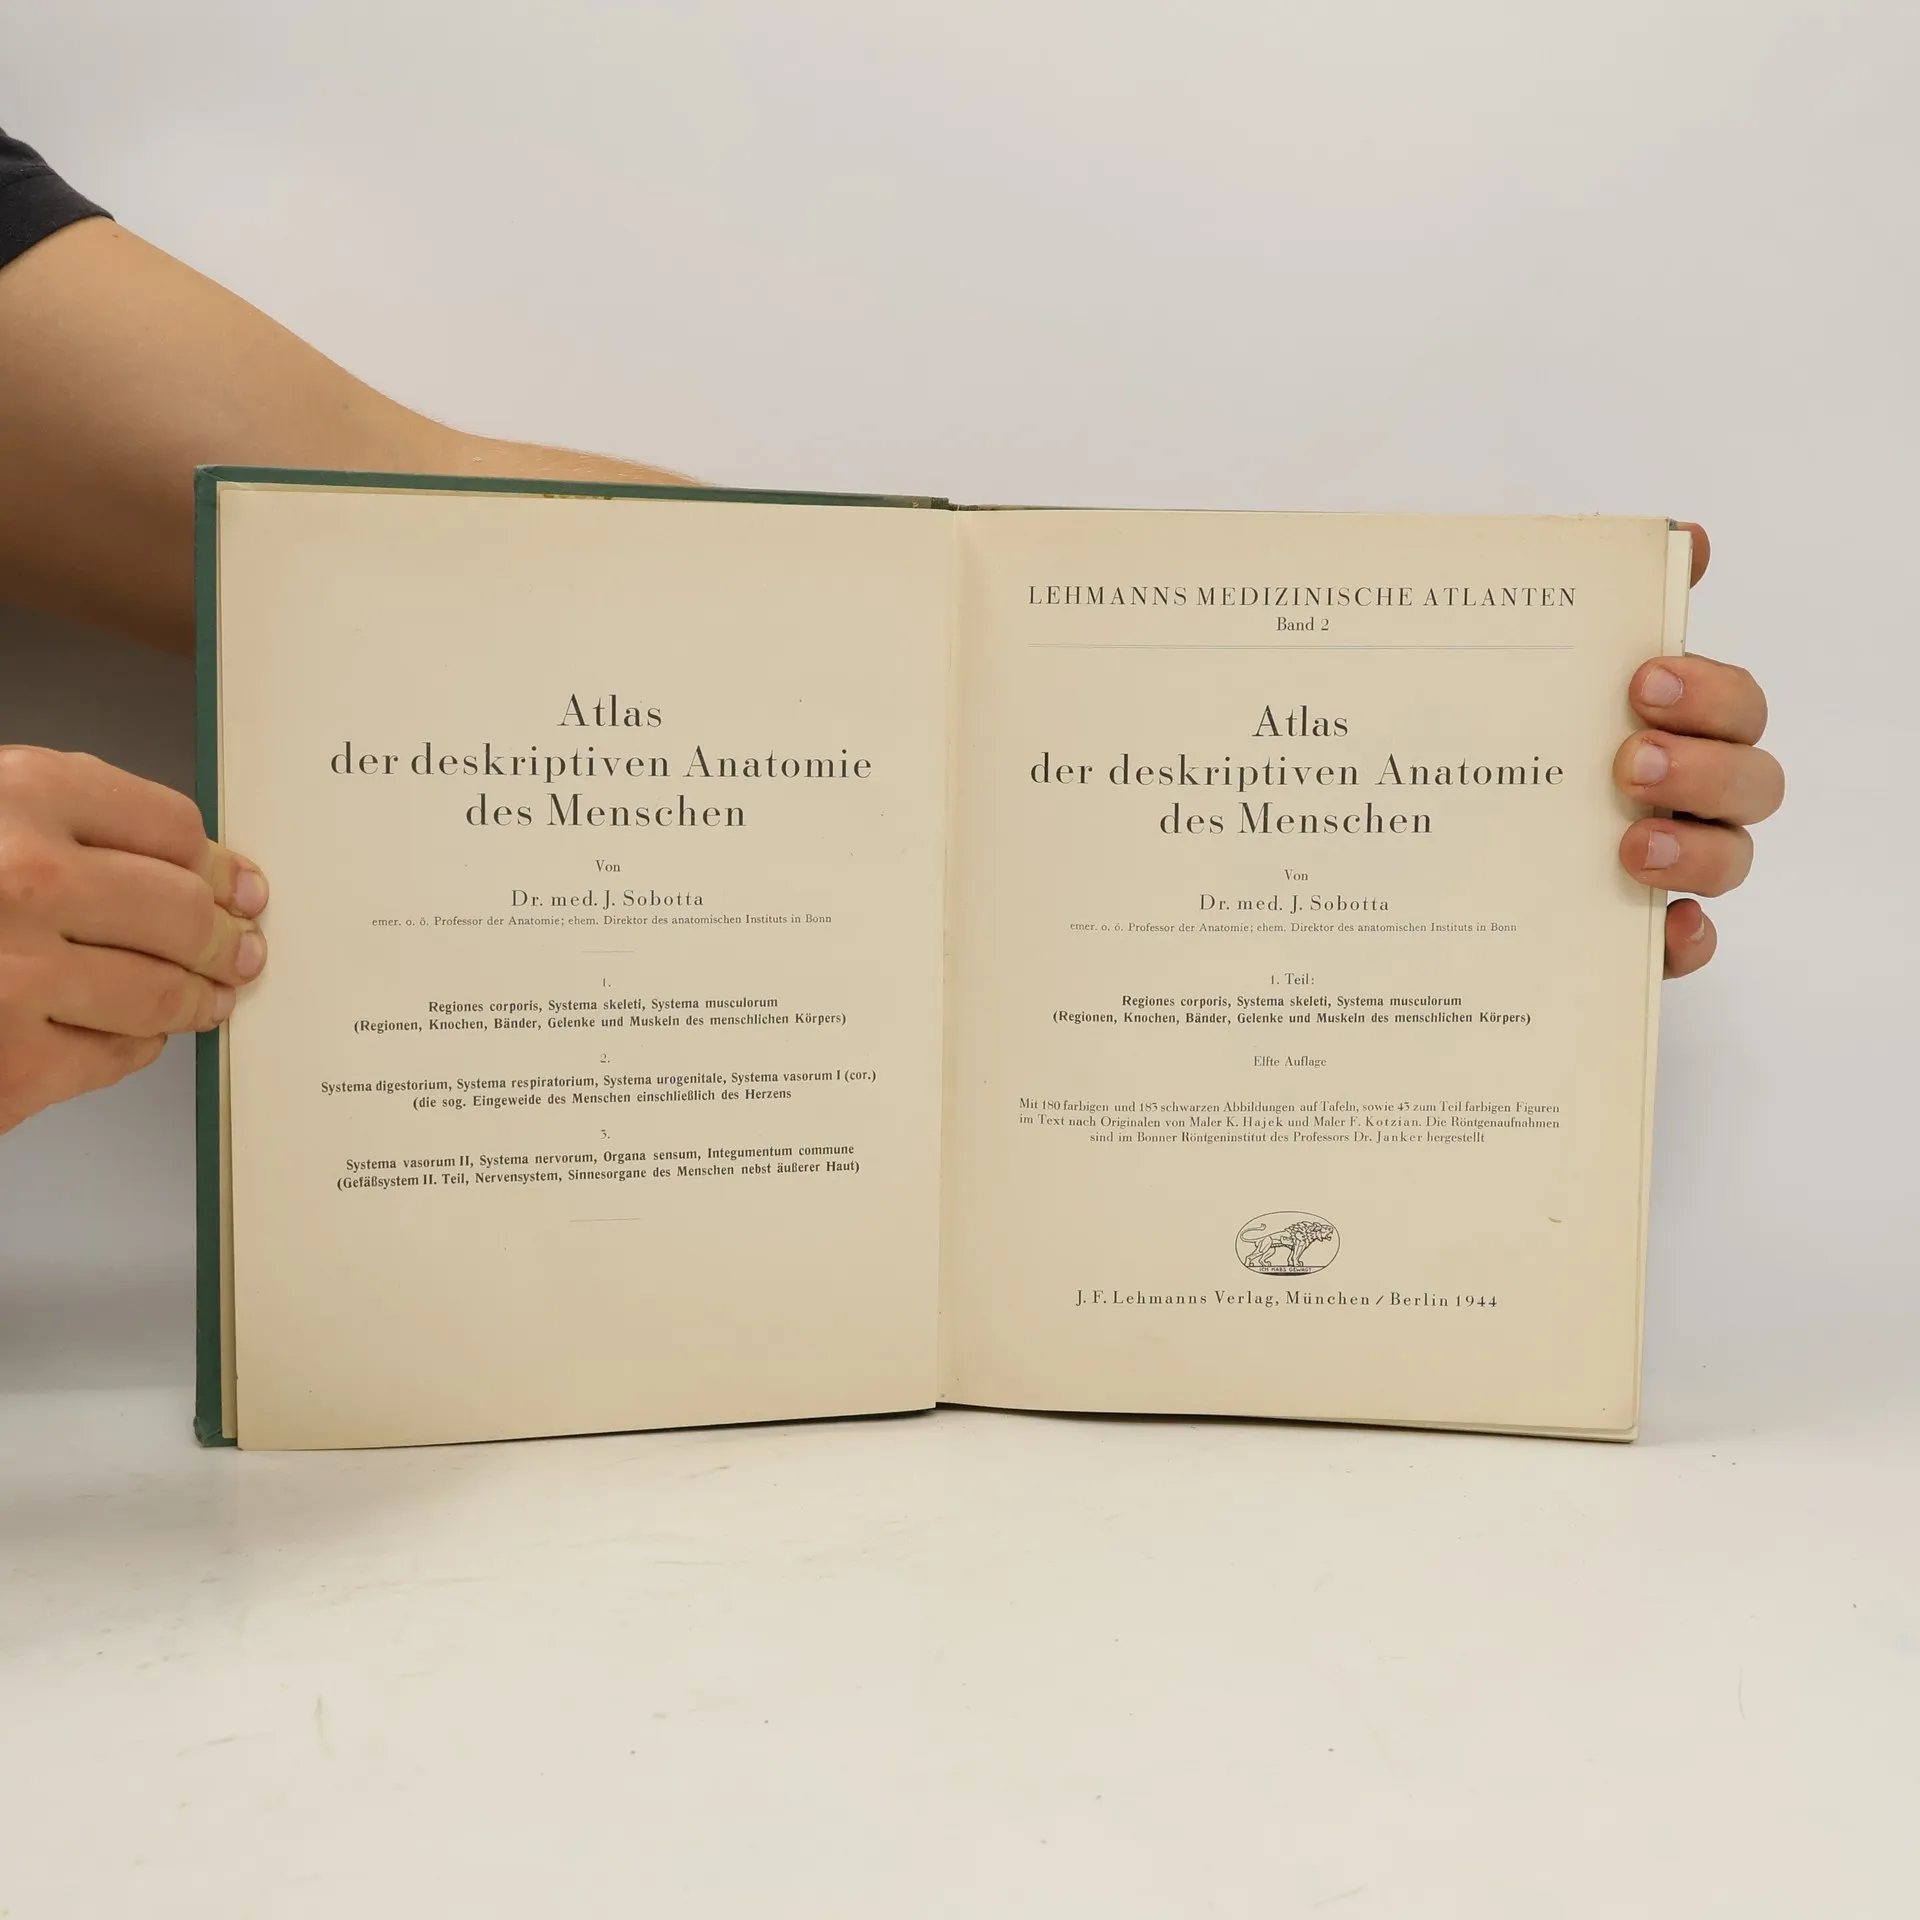 Atlas
der deskriptiven Anatomie
des Menschen
Von
Dr. med. J. Sobotta
emer. o. ö. Professor der Anatomie; ehem. Direktor des anatomischen Instituts in Bonn
1.
Regiones corporis, Systema skeleti, Systema musculorum
(Regionen, Knochen, Bänder, Gelenke und Muskeln des menschlichen Körpers)
2.
Systema digestorium, Systema respiratorium, Systema urogenitale, Systema vasorum I (cor.)
(die sog. Eingeweide des Menschen einschließlich des Herzens
3.
Systema vasorum II, Systema nervorum, Organa sensum, Integumentum commune
(Gefäßsystem II. Teil, Nervensystem, Sinnesorgane des Menschen nebst äußerer Haut)
LEHMANNS MEDIZINISCHE ATLANTEN
Band 2
Atlas
der deskriptiven Anatomie
des Menschen
Von
Dr. med. J. Sobotta
emer. o. ö. Professor der Anatomie; ehem. Direktor des anatomischen Instituts in Bonn
1. Teil:
Regiones corporis, Systema skeleti, Systema musculorum
(Regionen, Knochen, Bänder, Gelenke und Muskeln des menschlichen Körpers)
Elfte Auflage
Mit 180 farbigen und 183 schwarzen Abbildungen auf Tafeln, sowie 43 zum Teil farbigen Figuren
im Text nach Originalen von Maler K. Hajek und Maler F. Kotzian. Die Röntgenaufnahmen
sind im Bonner Röntgeninstitut des Professors Dr. Janker hergestellt
ICH HABS GEWAGT
J. F. Lehmanns Verlag, München / Berlin 1944